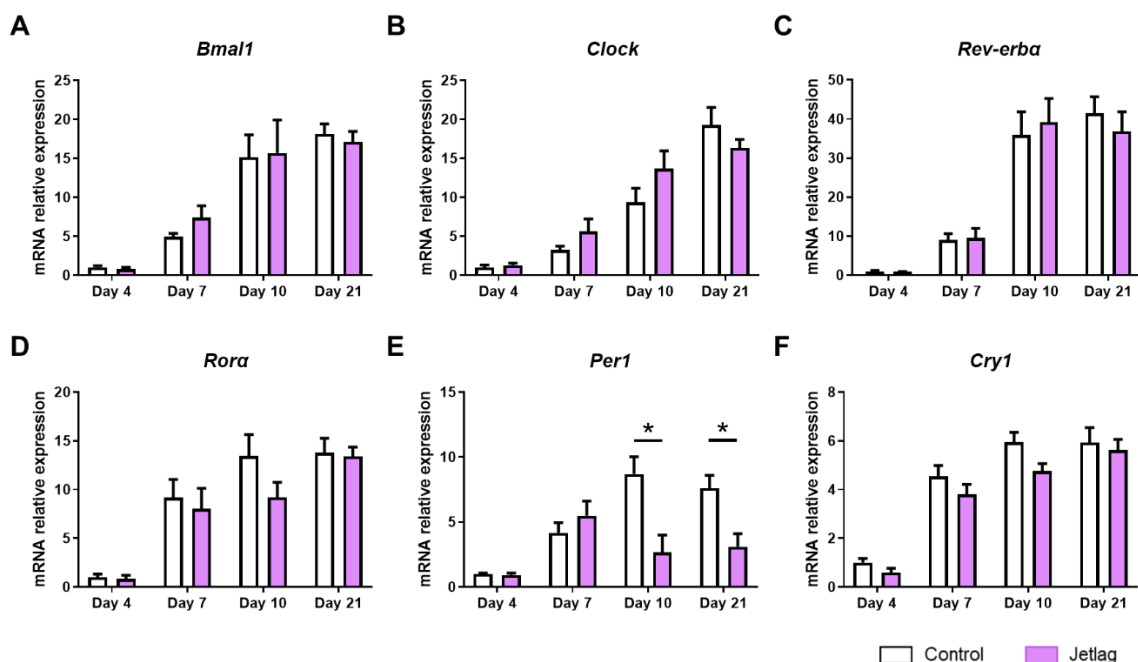 A
Bmal1
mRNA relative expression
25
20
15
10
5
0
Day 4 Day 7 Day 10 Day 21
B
Clock
mRNA relative expression
25
20
15
10
5
0
Day 4 Day 7 Day 10 Day 21
C
Rev-erbα
mRNA relative expression
50
40
30
20
10
0
Day 4 Day 7 Day 10 Day 21
D
Rorα
mRNA relative expression
20
15
10
5
0
Day 4 Day 7 Day 10 Day 21
E
Per1
mRNA relative expression
15
10
5
0
* *
Day 4 Day 7 Day 10 Day 21
F
Cry1
mRNA relative expression
8
6
4
2
0
Day 4 Day 7 Day 10 Day 21
Control Jetlag